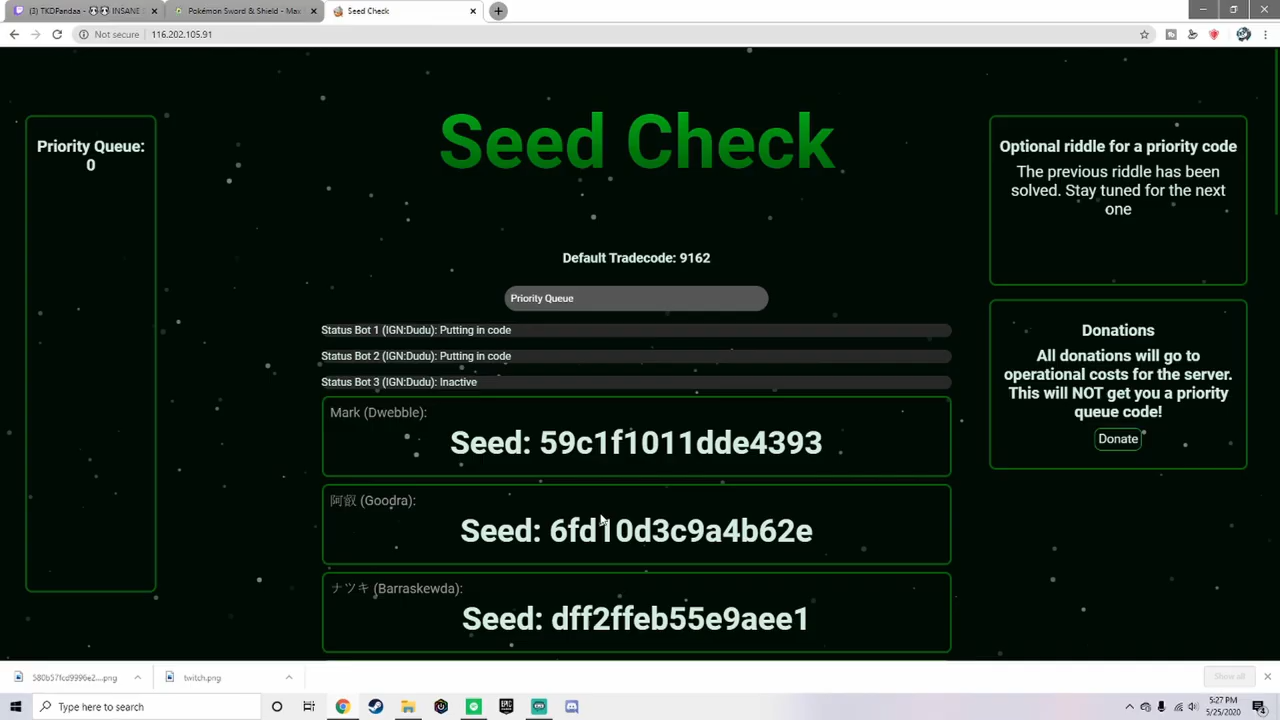 (3) TKDPandaa - 👀👀 INSANE
Pokémon Sword & Shield - Max
Seed Check
Not secure
116.202.105.91
Priority Queue:
0
Seed Check
Default Tradecode: 9162
Priority Queue
Status Bot 1 (IGN:Dudu): Putting in code
Status Bot 2 (IGN:Dudu): Putting in code
Status Bot 3 (IGN:Dudu): Inactive
Mark (Dwebble):
Seed: 59c1f1011dde4393
阿叡 (Goodra):
Seed: 6fd10d3c9a4b62e
ナツキ (Barraskewda):
Seed: dff2ffeb55e9aee1
Optional riddle for a priority code
The previous riddle has been
solved. Stay tuned for the next
one
Donations
All donations will go to
operational costs for the server.
This will NOT get you a priority
queue code!
Donate
580b57fcd9996e2....png
twitch.png
Show all
Type here to search
5:27 PM
5/25/2020
4